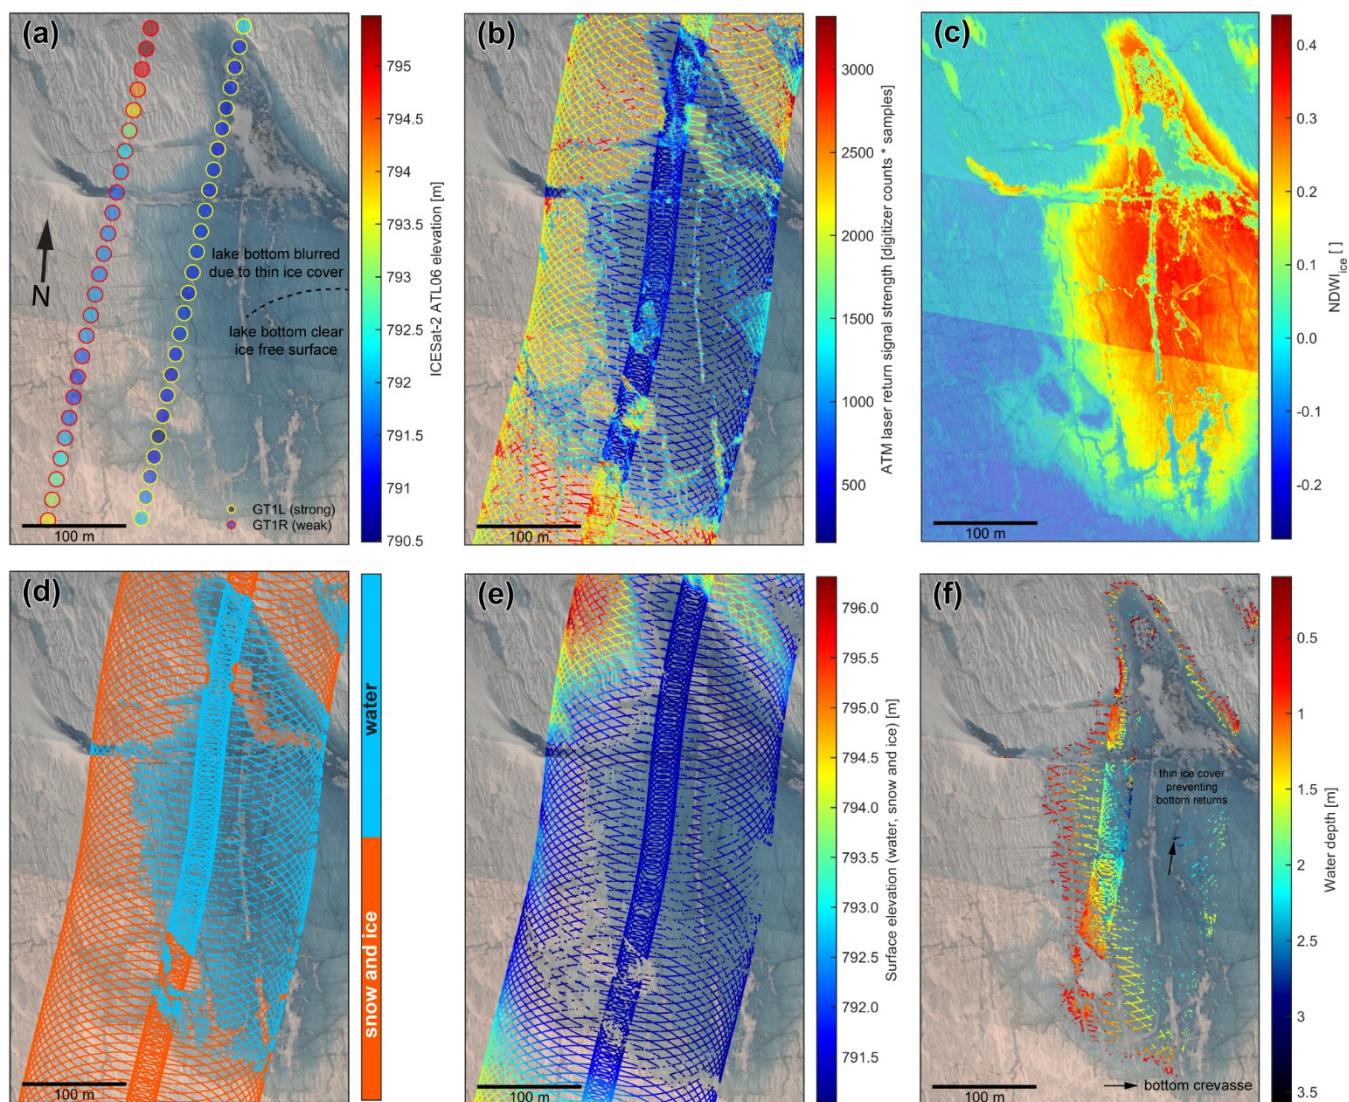 (a)
N
lake bottom blurred
due to thin ice cover
lake bottom clear
ice free surface
GT1L (strong)
GT1R (weak)
100 m
795
794.5
794
793.5
793
792.5
792
791.5
791
790.5
ICESat-2 ATL06 elevation [m]
(b)
100 m
3000
2500
2000
1500
1000
500
ATM laser return signal strength [digitizer counts * samples]
(c)
100 m
0.4
0.3
0.2
0.1
0.0
-0.1
-0.2
NDWIice [ ]
(d)
100 m
water
snow and ice
(e)
100 m
796.0
795.5
795.0
794.5
794.0
793.5
793.0
792.5
792.0
791.5
Surface elevation (water, snow and ice) [m]
(f)
thin ice cover
preventing
bottom returns
100 m
bottom crevasse
0.5
1
1.5
2
2.5
3
3.5
Water depth [m]